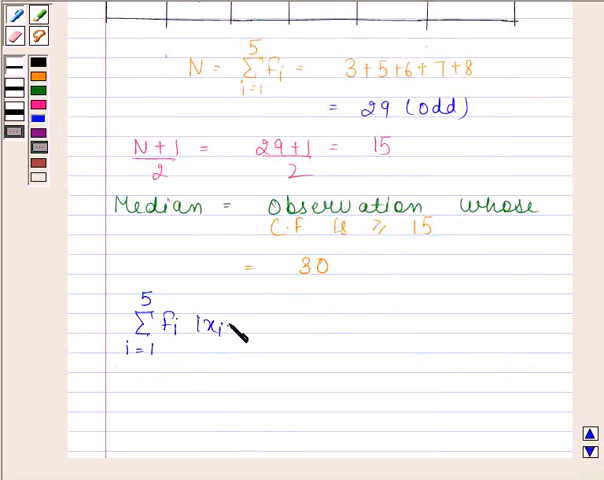 N = 5∑i=1 fi = 3+5+6+7+8
= 29 (odd)
N+1/2 = 29+1/2 = 15
Median = Observation whose
C.F is ≥ 15
= 30
5∑i=1 fi |xi-